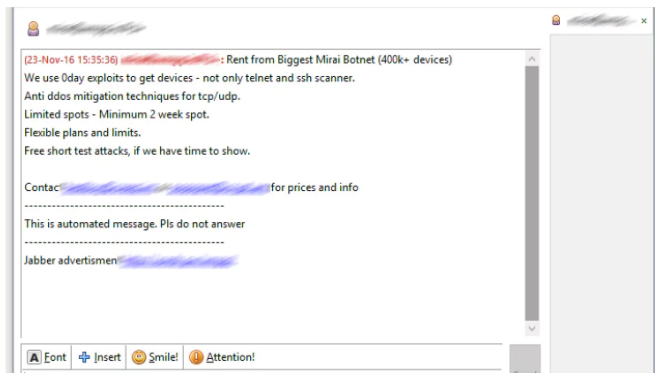 (23-Nov-16 15:35:36) : Rent from Biggest Mirai Botnet (400k+ devices)
We use 0day exploits to get devices - not only telnet and ssh scanner.
Anti ddos mitigation techniques for tcp/udp.
Limited spots - Minimum 2 week spot.
Flexible plans and limits.
Free short test attacks, if we have time to show.
Contac for prices and info
----------------------------------------
This is automated message. Pls do not answer
----------------------------------------
Jabber advertismen
Font Insert Smile! Attention!